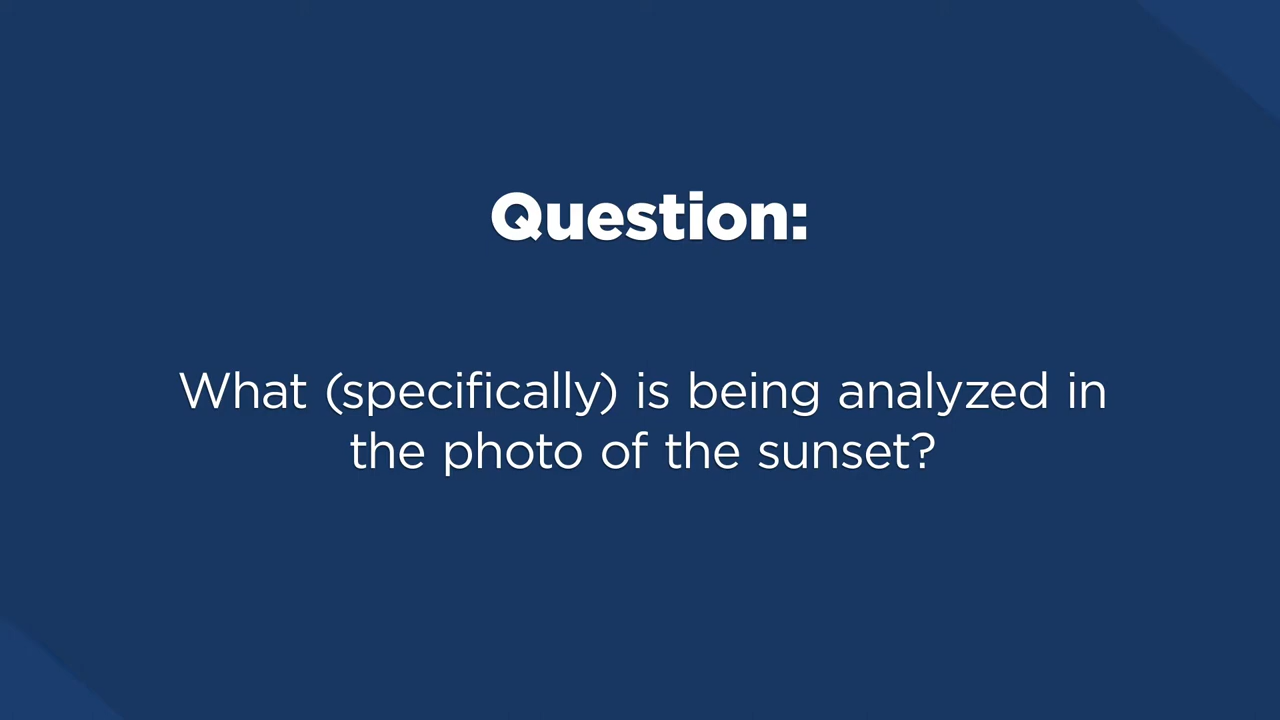 Question:
What (specifically) is being analyzed in
the photo of the sunset?